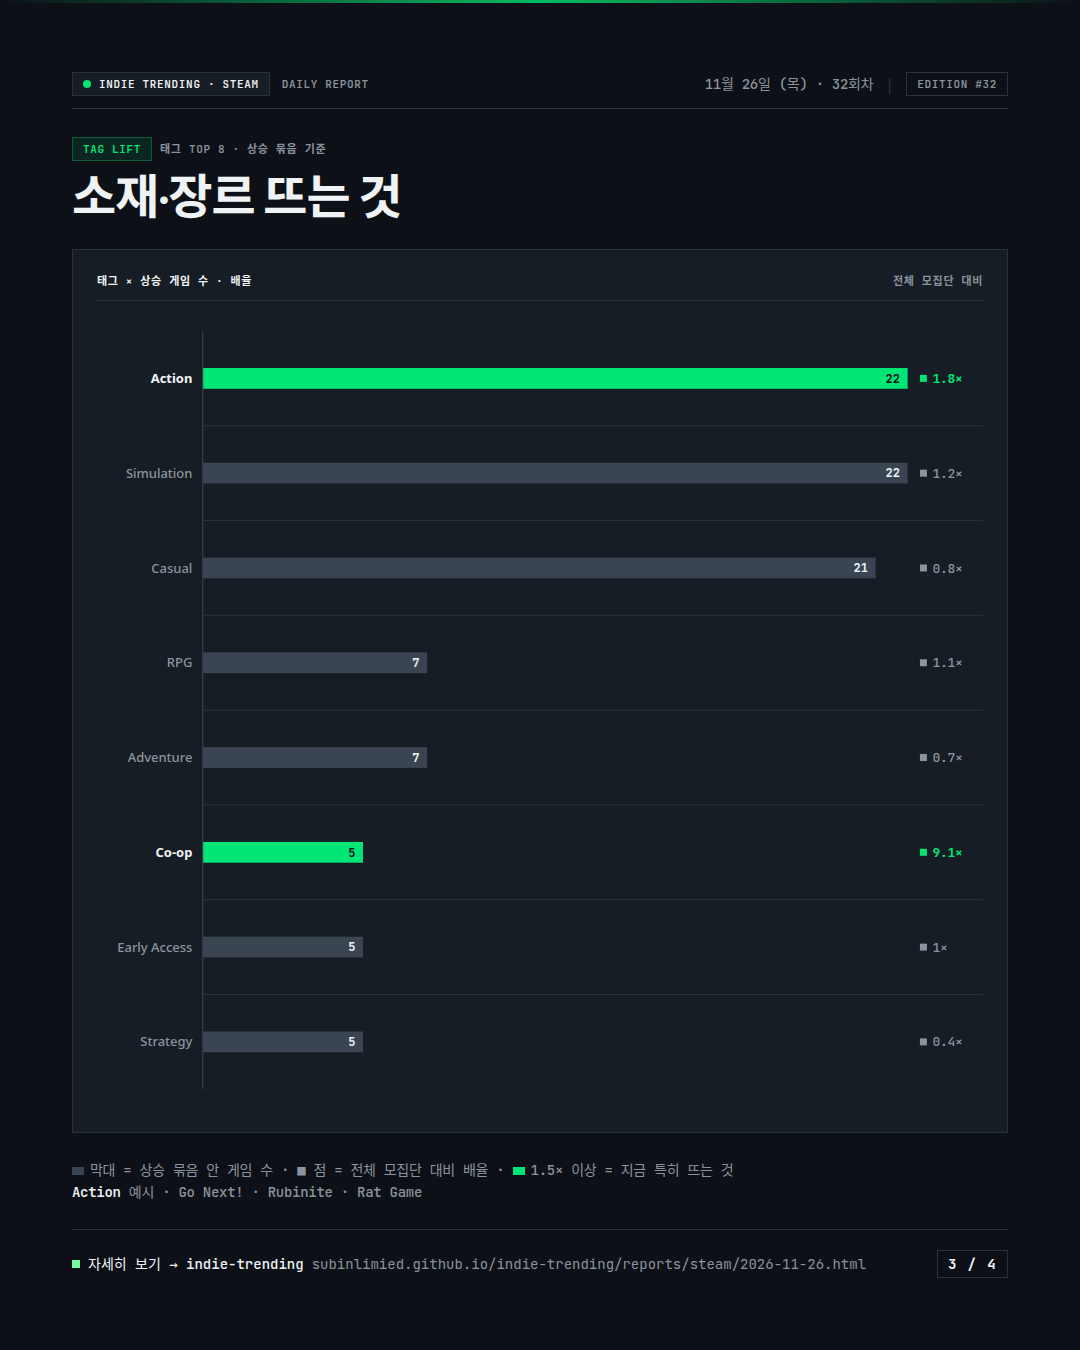 INDIE TRENDING · STEAM DAILY REPORT 11월 26일 (목) · 32회차 EDITION #32
TAG LIFT 태그 TOP 8 · 상승 묶음 기준
소재·장르 뜨는 것
태그 × 상승 게임 수 · 배율 전체 모집단 대비
Action 22 1.8×
Simulation 22 1.2×
Casual 21 0.8×
RPG 7 1.1×
Adventure 7 0.7×
Co-op 5 9.1×
Early Access 5 1×
Strategy 5 0.4×
막대 = 상승 묶음 안 게임 수 · 점 = 전체 모집단 대비 배율 · 1.5× 이상 = 지금 특히 뜨는 것
Action 예시 · Go Next! · Rubinite · Rat Game
자세히 보기 → indie-trending subinlimied.github.io/indie-trending/reports/steam/2026-11-26.html 3 / 4